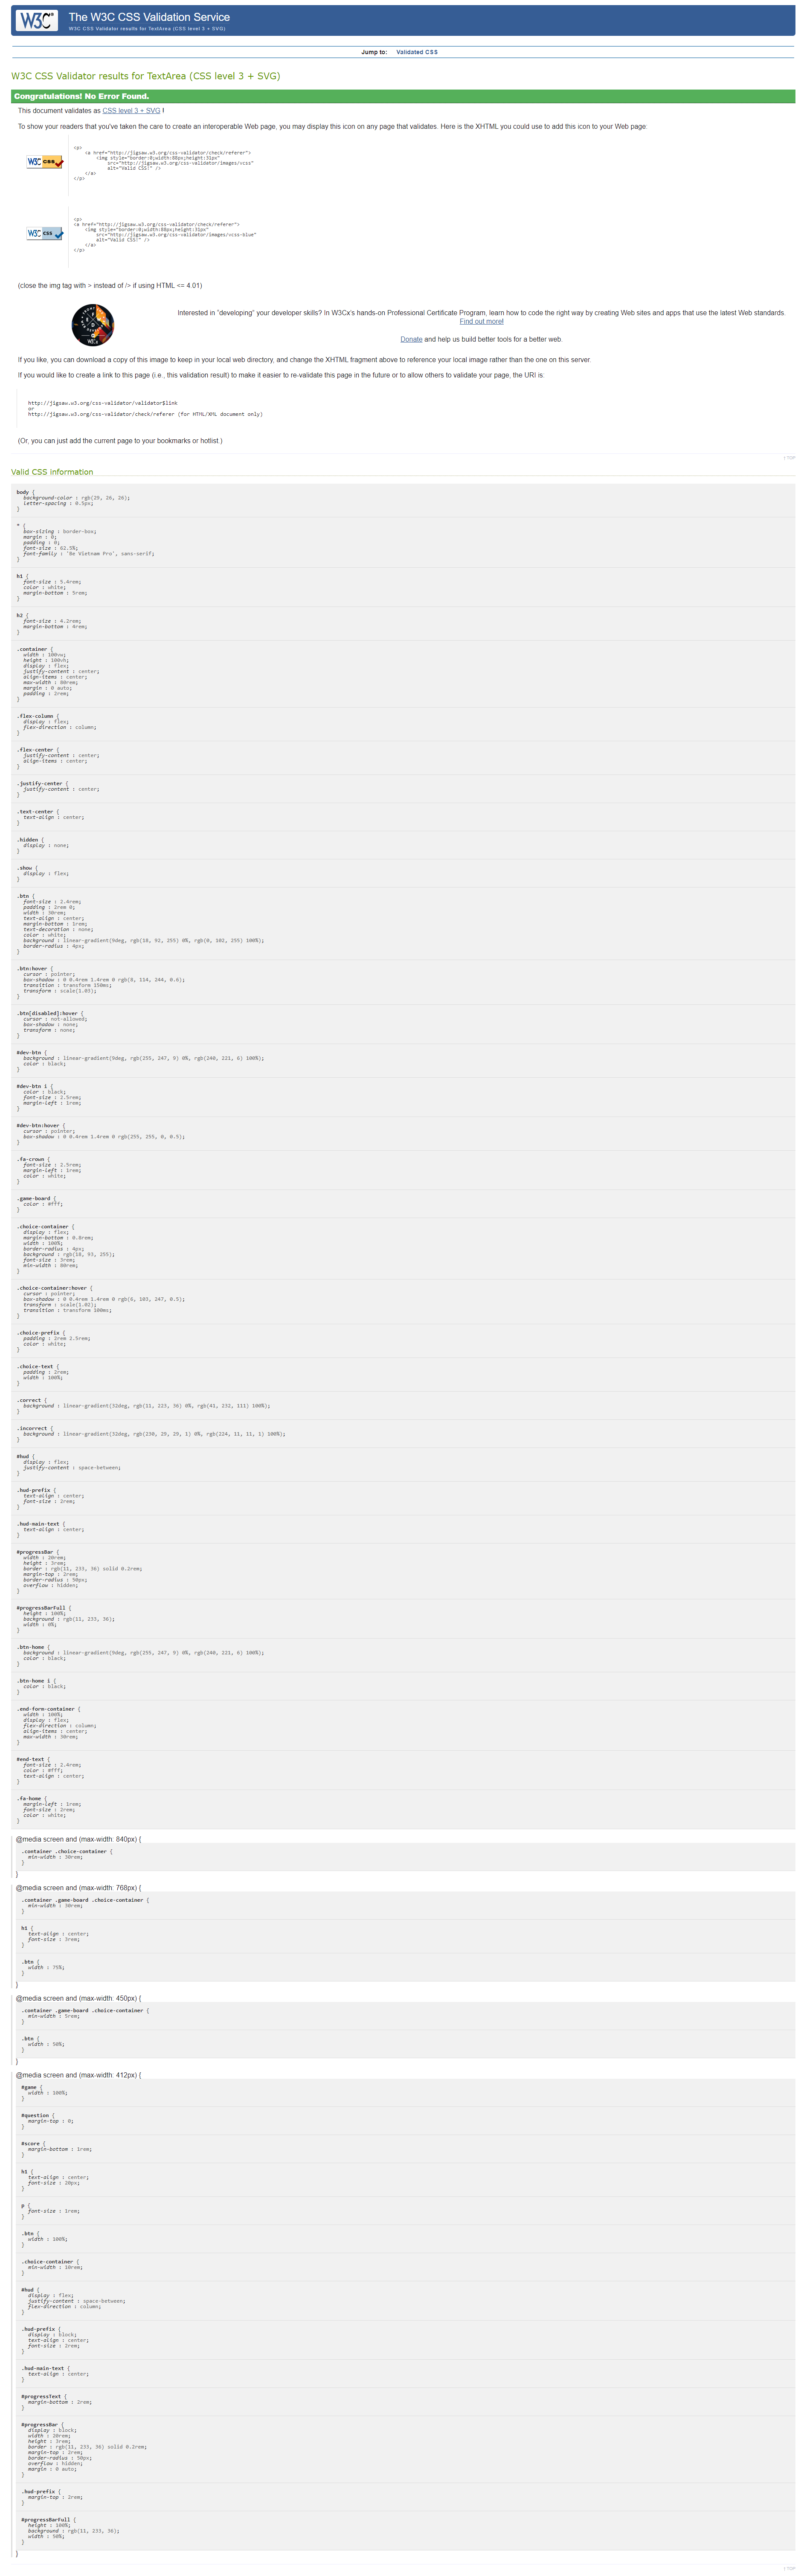 W3C®
The W3C CSS Validation Service
W3C CSS Validator results for TextArea (CSS level 3 + SVG)
Jump to: Validated CSS
W3C CSS Validator results for TextArea (CSS level 3 + SVG)
Congratulations! No Error Found.
This document validates as CSS level 3 + SVG !
To show your readers that you've taken the care to create an interoperable Web page, you may display this icon on any page that validates. Here is the XHTML you could use to add this icon to your Web page:
W3C css
<p>
<a href="http://jigsaw.w3.org/css-validator/check/referer">
<img style="border:0;width:88px;height:31px"
src="http://jigsaw.w3.org/css-validator/images/vcss"
alt="Valid CSS!" />
</a>
</p>
W3C css
<p>
<a href="http://jigsaw.w3.org/css-validator/check/referer">
<img style="border:0;width:88px;height:31px"
src="http://jigsaw.w3.org/css-validator/images/vcss-blue"
alt="Valid CSS!" />
</a>
</p>
(close the img tag with > instead of /> if using HTML <= 4.01)
Interested in "developing" your developer skills? In W3Cx's hands-on Professional Certificate Program, learn how to code the right way by creating Web sites and apps that use the latest Web standards.
Find out more!
Donate and help us build better tools for a better web.
If you like, you can download a copy of this image to keep in your local web directory, and change the XHTML fragment above to reference your local image rather than the one on this server.
If you would like to create a link to this page (i.e., this validation result) to make it easier to re-validate this page in the future or to allow others to validate your page, the URI is:
http://jigsaw.w3.org/css-validator/validator$link
or
http://jigsaw.w3.org/css-validator/check/referer (for HTML/XML document only)
(Or, you can just add the current page to your bookmarks or hotlist.)
↑ TOP
Valid CSS information
body {
background-color : rgb(29, 26, 26);
letter-spacing : 0.5px;
}
* {
box-sizing : border-box;
margin : 0;
padding : 0;
font-size : 62.5%;
font-family : 'Be Vietnam Pro', sans-serif;
}
h1 {
font-size : 5.4rem;
color : white;
margin-bottom : 5rem;
}
h2 {
font-size : 4.2rem;
margin-bottom : 4rem;
}
.container {
width : 100vw;
height : 100vh;
display : flex;
justify-content : center;
align-items : center;
max-width : 80rem;
margin : 0 auto;
padding : 2rem;
}
.flex-column {
display : flex;
flex-direction : column;
}
.flex-center {
justify-content : center;
align-items : center;
}
.justify-center {
justify-content : center;
}
.text-center {
text-align : center;
}
.hidden {
display : none;
}
.show {
display : flex;
}
.btn {
font-size : 2.4rem;
padding : 2rem 0;
width : 30rem;
text-align : center;
margin-bottom : 1rem;
text-decoration : none;
color : white;
background : linear-gradient(9deg, rgb(18, 92, 255) 0%, rgb(0, 102, 255) 100%);
border-radius : 4px;
}
.btn:hover {
cursor : pointer;
box-shadow : 0 0.4rem 1.4rem 0 rgb(8, 114, 244, 0.6);
transition : transform 150ms;
transform : scale(1.03);
}
.btn[disabled]:hover {
cursor : not-allowed;
box-shadow : none;
transform : none;
}
#dev-btn {
background : linear-gradient(9deg, rgb(255, 247, 9) 0%, rgb(240, 221, 6) 100%);
color : black;
}
#dev-btn i {
color : black;
font-size : 2.5rem;
margin-left : 1rem;
}
#dev-btn:hover {
cursor : pointer;
box-shadow : 0 0.4rem 1.4rem 0 rgb(255, 255, 0, 0.5);
}
.fa-crown {
font-size : 2.5rem;
margin-left : 1rem;
color : white;
}
.game-board {
color : #fff;
}
.choice-container {
display : flex;
margin-bottom : 0.8rem;
width : 100%;
border-radius : 4px;
background : rgb(18, 93, 255);
font-size : 3rem;
min-width : 80rem;
}
.choice-container:hover {
cursor : pointer;
box-shadow : 0 0.4rem 1.4rem 0 rgb(6, 103, 247, 0.5);
transform : scale(1.02);
transition : transform 100ms;
}
.choice-prefix {
padding : 2rem 2.5rem;
color : white;
}
.choice-text {
padding : 2rem;
width : 100%;
}
.correct {
background : linear-gradient(32deg, rgb(11, 223, 36) 0%, rgb(41, 232, 111) 100%);
}
.incorrect {
background : linear-gradient(32deg, rgb(230, 29, 29, 1) 0%, rgb(224, 11, 11, 1) 100%);
}
#hud {
display : flex;
justify-content : space-between;
}
.hud-prefix {
text-align : center;
font-size : 2rem;
}
.hud-main-text {
text-align : center;
}
#progressBar {
width : 20rem;
height : 3rem;
border : rgb(11, 233, 36) solid 0.2rem;
margin-top : 2rem;
border-radius : 50px;
overflow : hidden;
}
#progressBarFull {
height : 100%;
background : rgb(11, 233, 36);
width : 0%;
}
.btn-home {
background : linear-gradient(9deg, rgb(255, 247, 9) 0%, rgb(240, 221, 6) 100%);
color : black;
}
.btn-home i {
color : black;
}
.end-form-container {
width : 100%;
display : flex;
flex-direction : column;
align-items : center;
max-width : 30rem;
}
#end-text {
font-size : 2.4rem;
color : #fff;
text-align : center;
}
.fa-home {
margin-left : 1rem;
font-size : 2rem;
color : white;
}
@media screen and (max-width: 840px) {
.container .choice-container {
min-width : 30rem;
}
}
@media screen and (max-width: 768px) {
.container .game-board .choice-container {
min-width : 30rem;
}
h1 {
text-align : center;
font-size : 3rem;
}
.btn {
width : 75%;
}
}
@media screen and (max-width: 450px) {
.container .game-board .choice-container {
min-width : 5rem;
}
.btn {
width : 50%;
}
}
@media screen and (max-width: 412px) {
#game {
width : 100%;
}
#question {
margin-top : 0;
}
#score {
margin-bottom : 1rem;
}
h1 {
text-align : center;
font-size : 20px;
}
p {
font-size : 1rem;
}
.btn {
width : 100%;
}
.choice-container {
min-width : 10rem;
}
#hud {
display : flex;
justify-content : space-between;
flex-direction : column;
}
.hud-prefix {
display : block;
text-align : center;
font-size : 2rem;
}
.hud-main-text {
text-align : center;
}
#progressText {
margin-bottom : 2rem;
}
#progressBar {
display : block;
width : 20rem;
height : 3rem;
border : rgb(11, 233, 36) solid 0.2rem;
margin-top : 2rem;
border-radius : 50px;
overflow : hidden;
margin : 0 auto;
}
.hud-prefix {
margin-top : 2rem;
}
#progressBarFull {
height : 100%;
background : rgb(11, 233, 36);
width : 50%;
}
}
↑ TOP